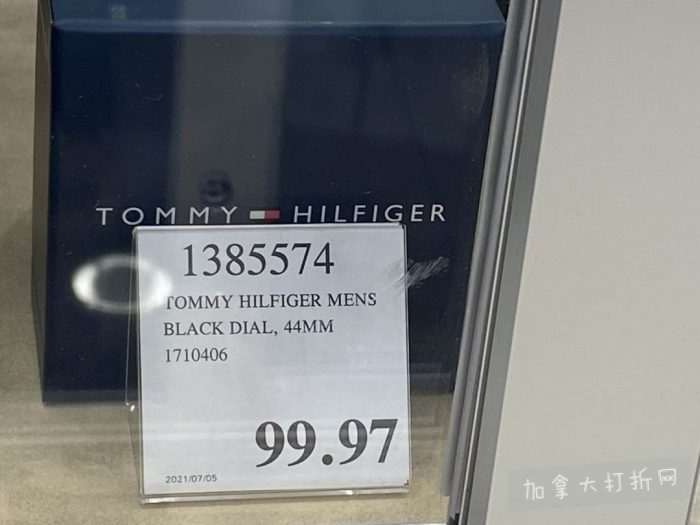 TOMMY HILFIGER
1385574
TOMMY HILFIGER MENS
BLACK DIAL, 44MM
1710406
99.97
2021/07/05
加拿大打折网